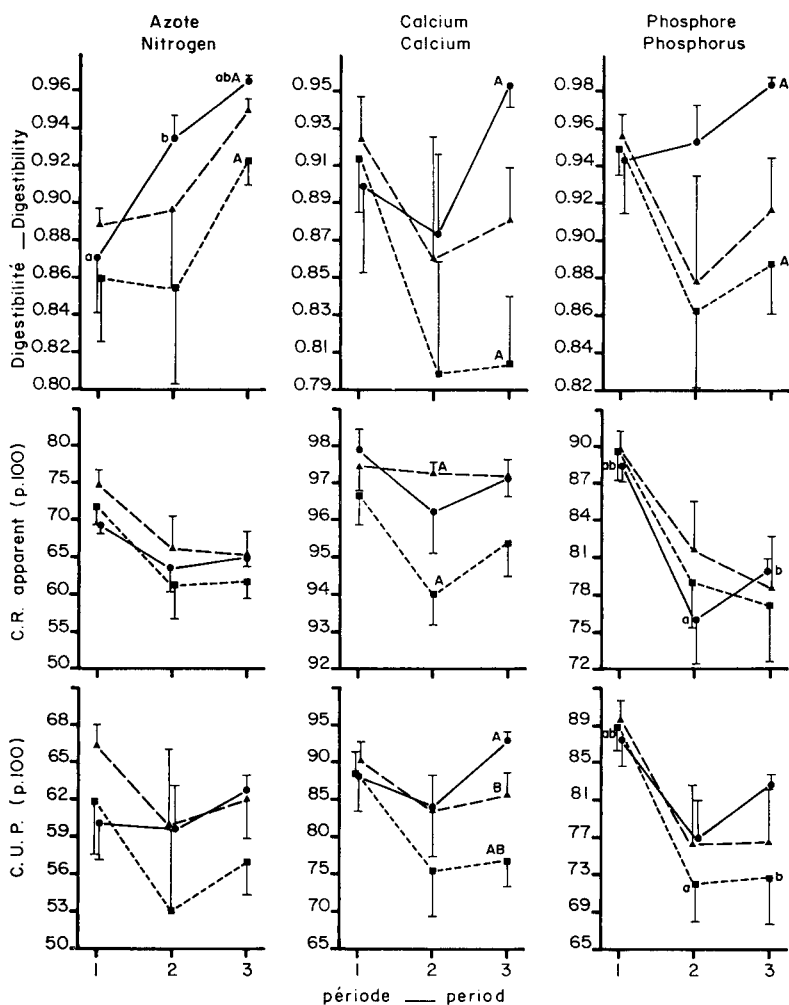 Azote
Nitrogen
Calcium
Calcium
Phosphore
Phosphorus
Digestibilité __ Digestibility
0.96
0.94
0.92
0.90
0.88
0.86
0.84
0.82
0.80
abA
b
A
a
0.95
0.93
0.91
0.89
0.87
0.85
0.83
0.81
0.79
A
A
0.98
0.96
0.94
0.92
0.90
0.88
0.86
0.84
0.82
A
A
C.R. apparent (p.100)
80
75
70
65
60
55
50
98
97
96
95
94
93
92
A
A
90
87
84
81
78
75
72
ab
b
a
C.U.P. (p.100)
68
65
62
59
56
53
50
95
90
85
80
75
70
65
A
B
AB
89
85
81
77
73
69
65
ab
a
b
1 2 3
1 2 3
1 2 3
période __ period